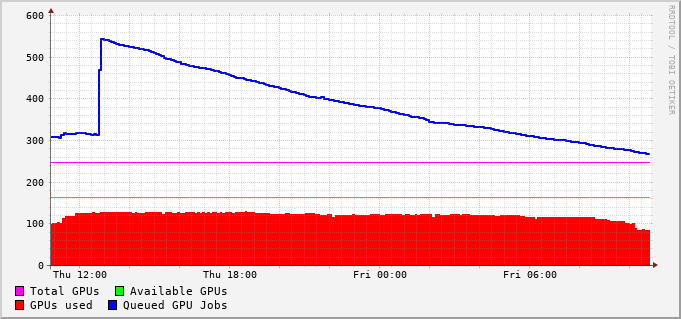 RRDTOOL / TOBI OETIKER
600
500
400
300
200
100
0
Thu 12:00 Thu 18:00 Fri 00:00 Fri 06:00
Total GPUs Available GPUs
GPUs used Queued GPU Jobs